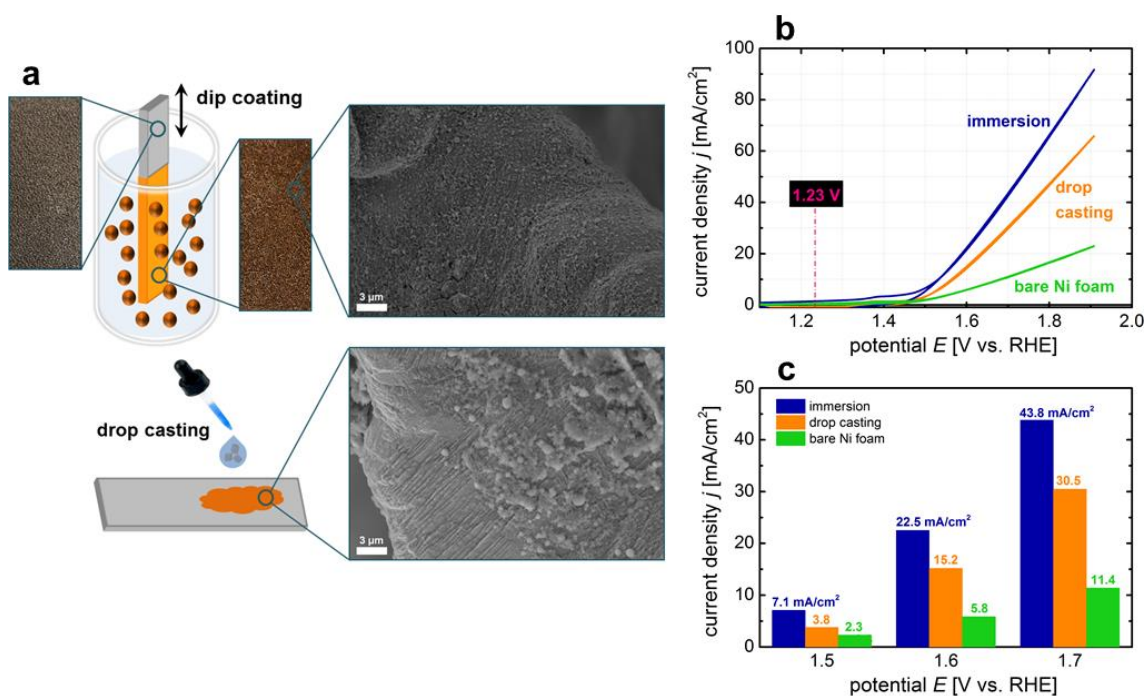 a
dip coating
3 µm
drop casting
3 µm
b
current density j [mA/cm²]
100
80
60
40
20
0
immersion
1.23 V
drop
casting
bare Ni foam
1.2 1.4 1.6 1.8 2.0
potential E [V vs. RHE]
c
current density j [mA/cm²]
50
40
30
20
10
0
immersion
drop casting
bare Ni foam
7.1 mA/cm²
3.8
2.3
22.5 mA/cm²
15.2
5.8
43.8 mA/cm²
30.5
11.4
1.5 1.6 1.7
potential E [V vs. RHE]